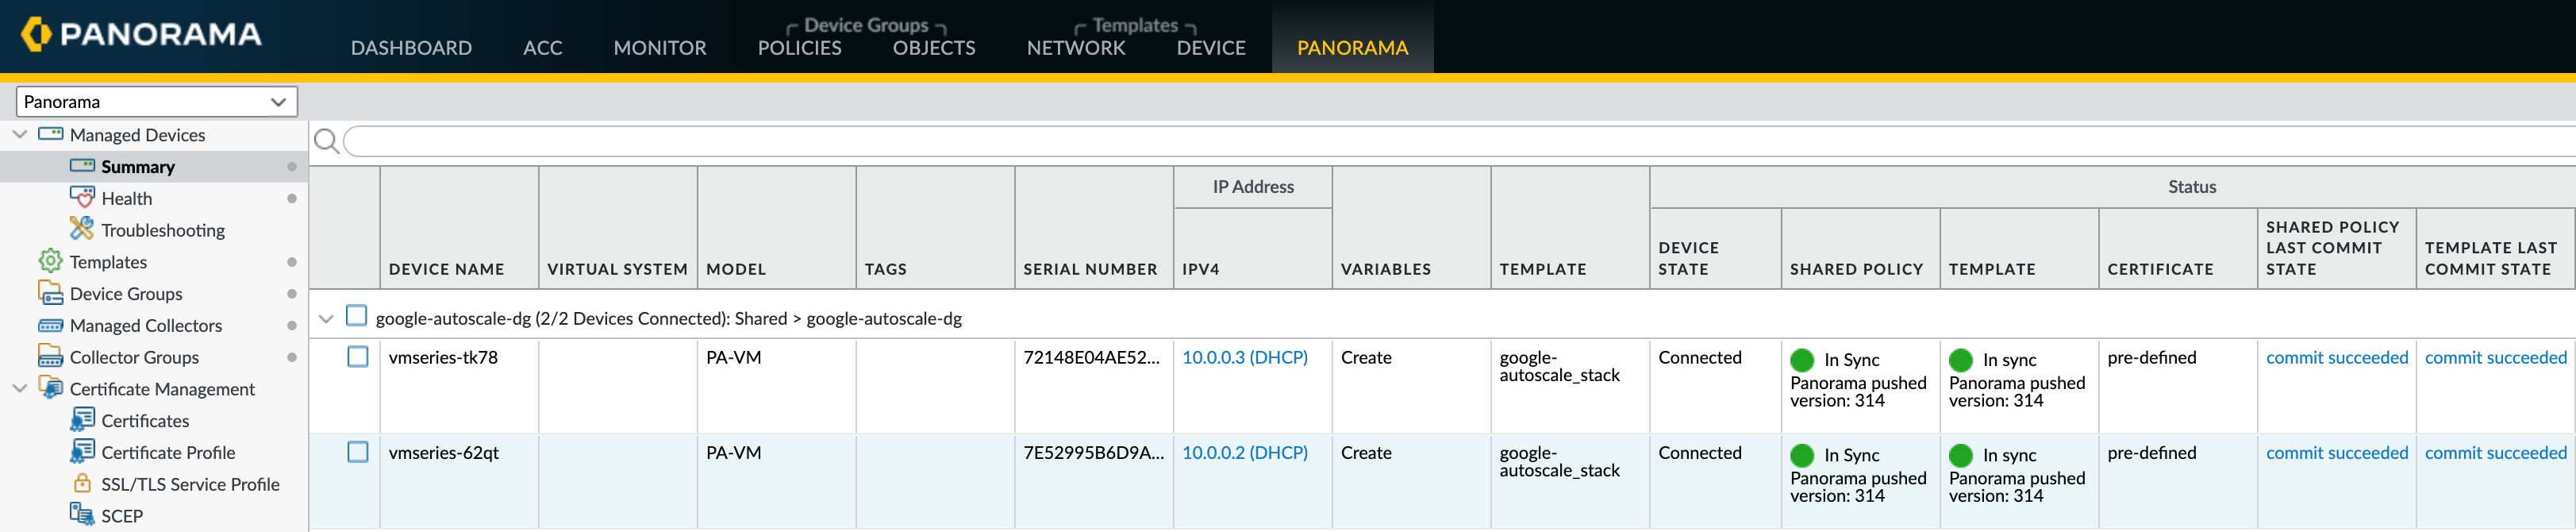 PANORAMA
Device Groups
Templates
DASHBOARD ACC MONITOR POLICIES OBJECTS NETWORK DEVICE PANORAMA
Panorama
Managed Devices
Summary
Health
Troubleshooting
Templates
Device Groups
Managed Collectors
Collector Groups
Certificate Management
Certificates
Certificate Profile
SSL/TLS Service Profile
SCEP
IP Address
Status
DEVICE NAME
VIRTUAL SYSTEM
MODEL
TAGS
SERIAL NUMBER
IPV4
VARIABLES
TEMPLATE
DEVICE
STATE
SHARED POLICY
TEMPLATE
CERTIFICATE
SHARED POLICY
LAST COMMIT
STATE
TEMPLATE LAST
COMMIT STATE
google-autoscale-dg (2/2 Devices Connected): Shared > google-autoscale-dg
vmseries-tk78
PA-VM
72148E04AE52...
10.0.0.3 (DHCP)
Create
google-
autoscale_stack
Connected
In Sync
Panorama pushed
version: 314
In sync
Panorama pushed
version: 314
pre-defined
commit succeeded
commit succeeded
vmseries-62qt
PA-VM
7E52995B6D9A...
10.0.0.2 (DHCP)
Create
google-
autoscale_stack
Connected
In Sync
Panorama pushed
version: 314
In sync
Panorama pushed
version: 314
pre-defined
commit succeeded
commit succeeded